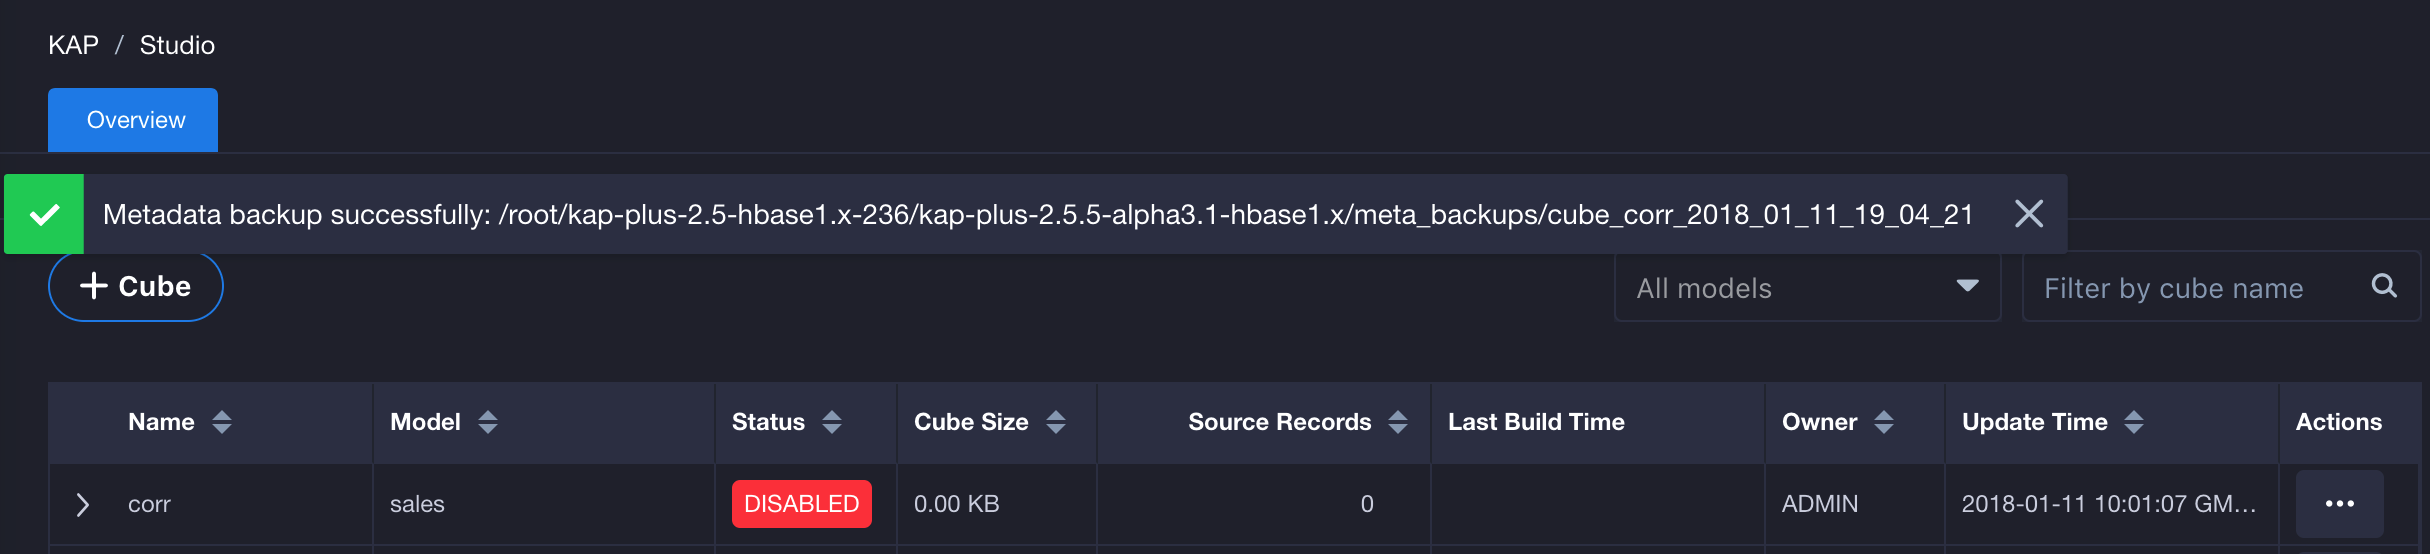 KAP / Studio
Overview
Metadata backup successfully: /root/kap-plus-2.5-hbase1.x-236/kap-plus-2.5.5-alpha3.1-hbase1.x/meta_backups/cube_corr_2018_01_11_19_04_21
+ Cube All models Filter by cube name
Name Model Status Cube Size Source Records Last Build Time Owner Update Time Actions
corr sales DISABLED 0.00 KB 0 ADMIN 2018-01-11 10:01:07 GM... ...